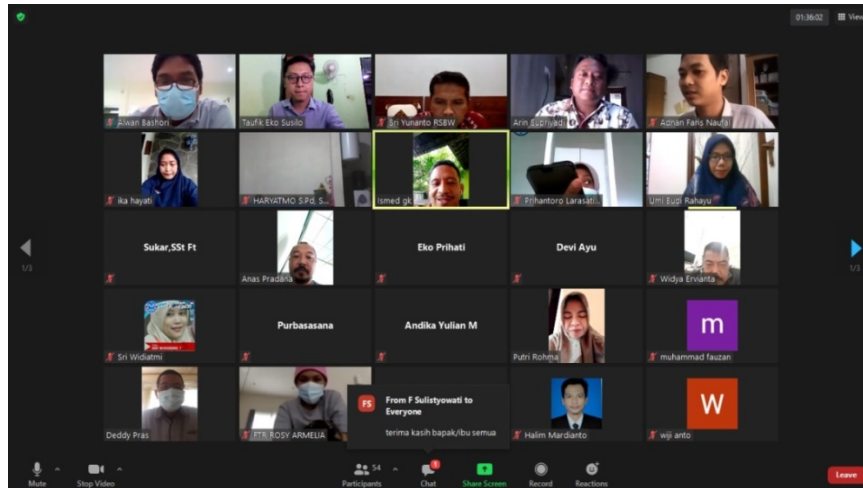 01:36:02 View
Alwan Bashori
Taufik Eko Susilo
Sri Yunanto RSBW
Arin Supriyadi
Adnan Faris Naufal
ika hayati
HARYATMO S.Pd, S...
ismed gk
Prihantoro Larasati...
Umi Budi Rahayu
Sukar,SSt Ft
Anas Pradana
Eko Prihati
Devi Ayu
Widya Ervianta
1/3
1/3
Sri Widiatmi
Purbasasana
Andika Yulian M
Putri Rohma
m
muhammad fauzan
Deddy Pras
FTR ROSY ARMELIA
FS
From F Sulistyowati to
Everyone
terima kasih bapak/ibu semua
Halim Mardianto
W
wiji anto
Mute
Stop Video
54
Participants
1
Chat
Share Screen
Record
Reactions
Leave